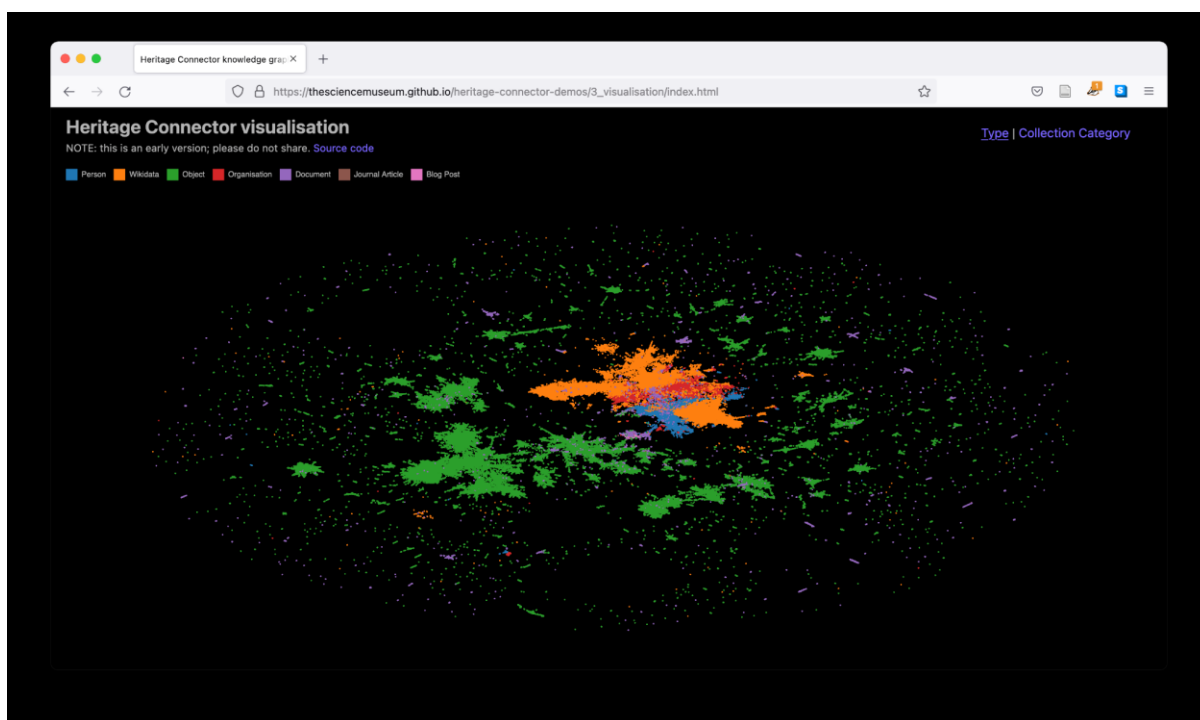 Heritage Connector knowledge grap
https://thesciencemuseum.github.io/heritage-connector-demos/3_visualisation/index.html
Heritage Connector visualisation
Type | Collection Category
NOTE: this is an early version; please do not share. Source code
Person Wikidata Object Organisation Document Journal Article Blog Post